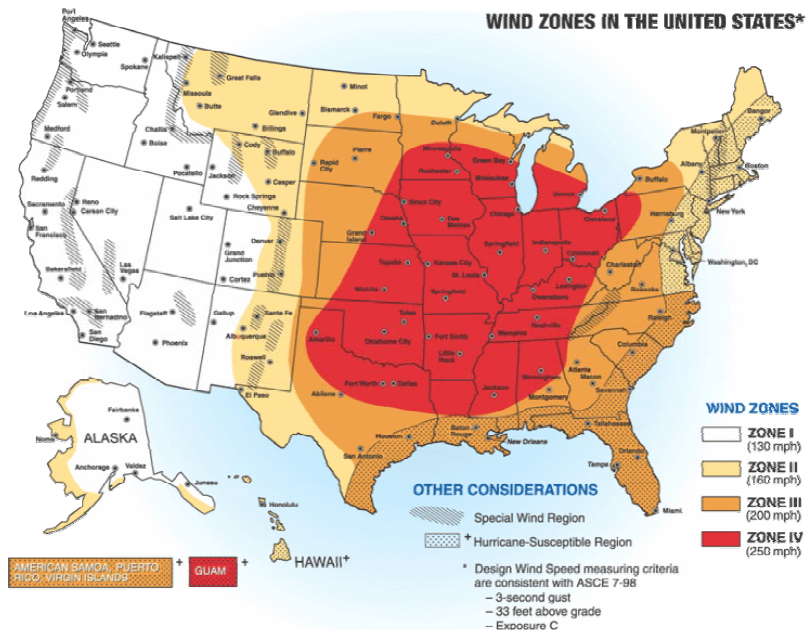 WIND ZONES IN THE UNITED STATES*
Port
Angeles
Seattle
Olympia
Spokane
Kalispell
Great Falls
Missoula
Butte
Glendive
Billings
Portland
Salem
Medford
Challis
Boise
Pocatello
Cody
Buffalo
Jackson
Casper
Rock Springs
Cheyenne
Redding
Sacramento
Reno
Carson City
San
Francisco
Salt Lake City
Grand
Junction
Denver
Pueblo
Cortez
Bakersfield
Las
Vegas
Los Angeles
San
Bernadino
San
Diego
Flagstaff
Phoenix
Gallup
Santa Fe
Albuquerque
Roswell
El Paso
Minot
Bismarck
Fargo
Duluth
Pierre
Rapid
City
Minneapolis
Rochester
Green Bay
Milwaukee
Sioux City
Omaha
Des
Moines
Grand
Island
Chicago
Detroit
Cleveland
Buffalo
Topeka
Kansas City
St. Louis
Springfield
Springfield
Indianapolis
Cincinnati
Lexington
Owensboro
Wichita
Tulsa
Oklahoma City
Amarillo
Fort Smith
Little
Rock
Memphis
Nashville
Fort Worth
Dallas
Abilene
Jackson
Birmingham
Montgomery
Houston
San Antonio
Baton
Rouge
New Orleans
Atlanta
Macon
Savannah
Columbia
Raleigh
Charleston
Roanoke
Harrisburg
Washington, DC
New York
Albany
Boston
Montpelier
Bangor
Tallahassee
Orlando
Tampa
Miami
ALASKA
Fairbanks
Nome
Anchorage
Valdez
Juneau
Honolulu
HAWAII+
AMERICAN SAMOA, PUERTO
RICO, VIRGIN ISLANDS
+
GUAM
+
WIND ZONES
ZONE I
(130 mph)
ZONE II
(160 mph)
ZONE III
(200 mph)
ZONE IV
(250 mph)
OTHER CONSIDERATIONS
Special Wind Region
+ Hurricane-Susceptible Region
* Design Wind Speed measuring criteria
are consistent with ASCE 7-98
– 3-second gust
– 33 feet above grade
– Exposure C